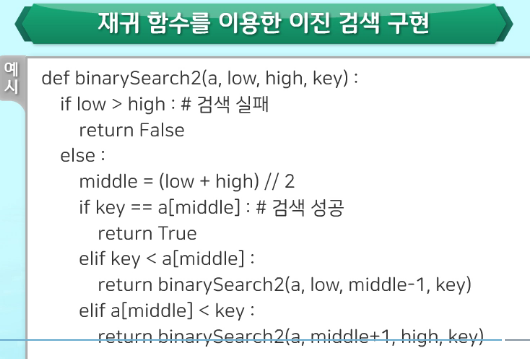 재귀 함수를 이용한 이진 검색 구현
예시
def binarySearch2(a, low, high, key) :
if low > high : # 검색 실패
return False
else :
middle = (low + high) // 2
if key == a[middle] : # 검색 성공
return True
elif key < a[middle] :
return binarySearch2(a, low, middle-1, key)
elif a[middle] < key :
return binarySearch2(a, middle+1, high, key)